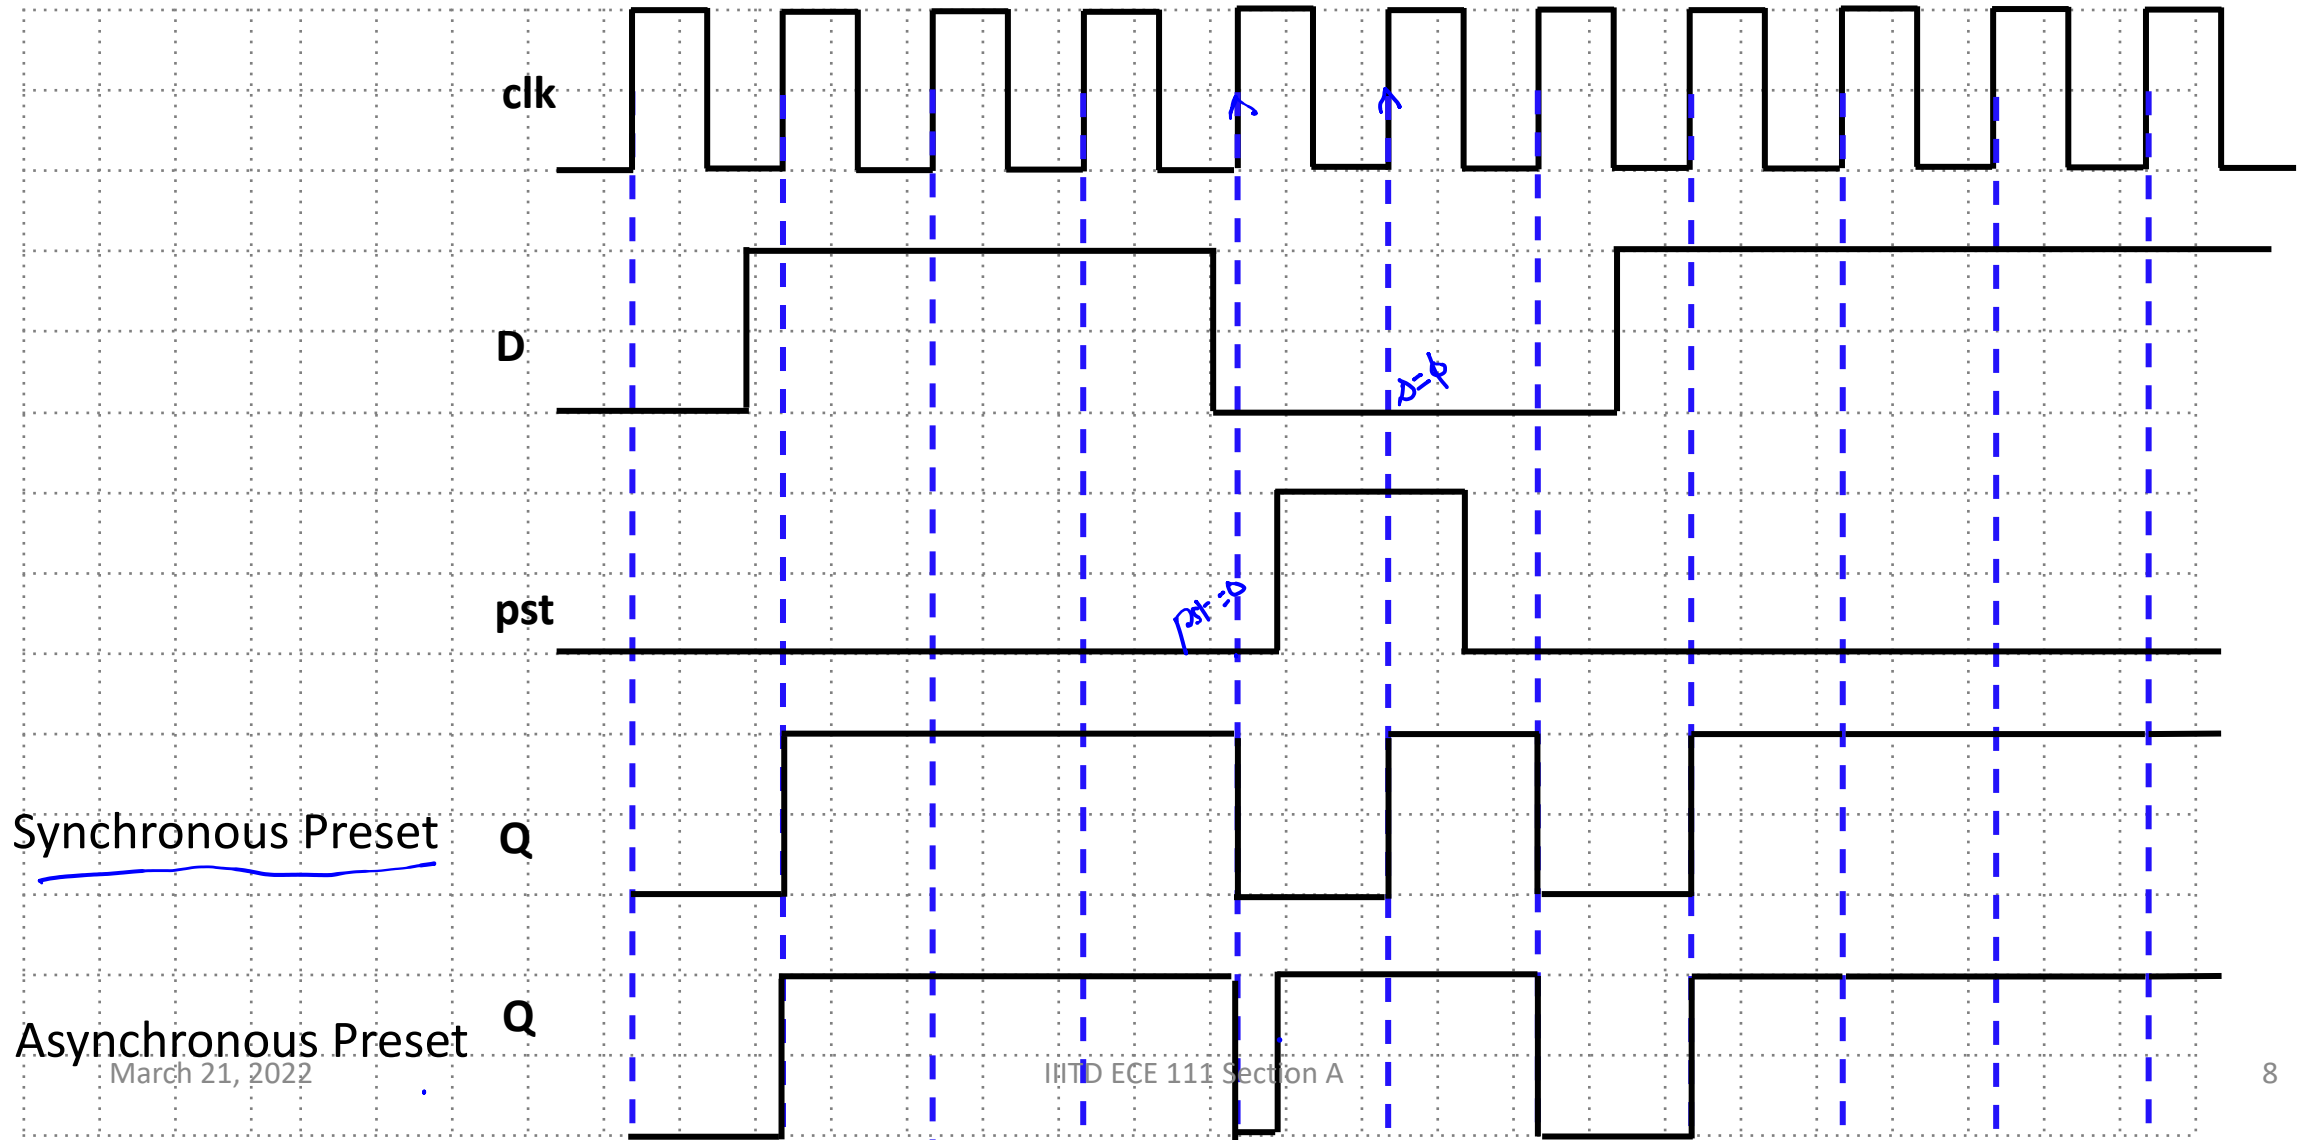 clk
D
D=0
pst
pst=0
Synchronous Preset
Q
Asynchronous Preset
Q
March 21, 2022
IIITD ECE 111 Section A
8